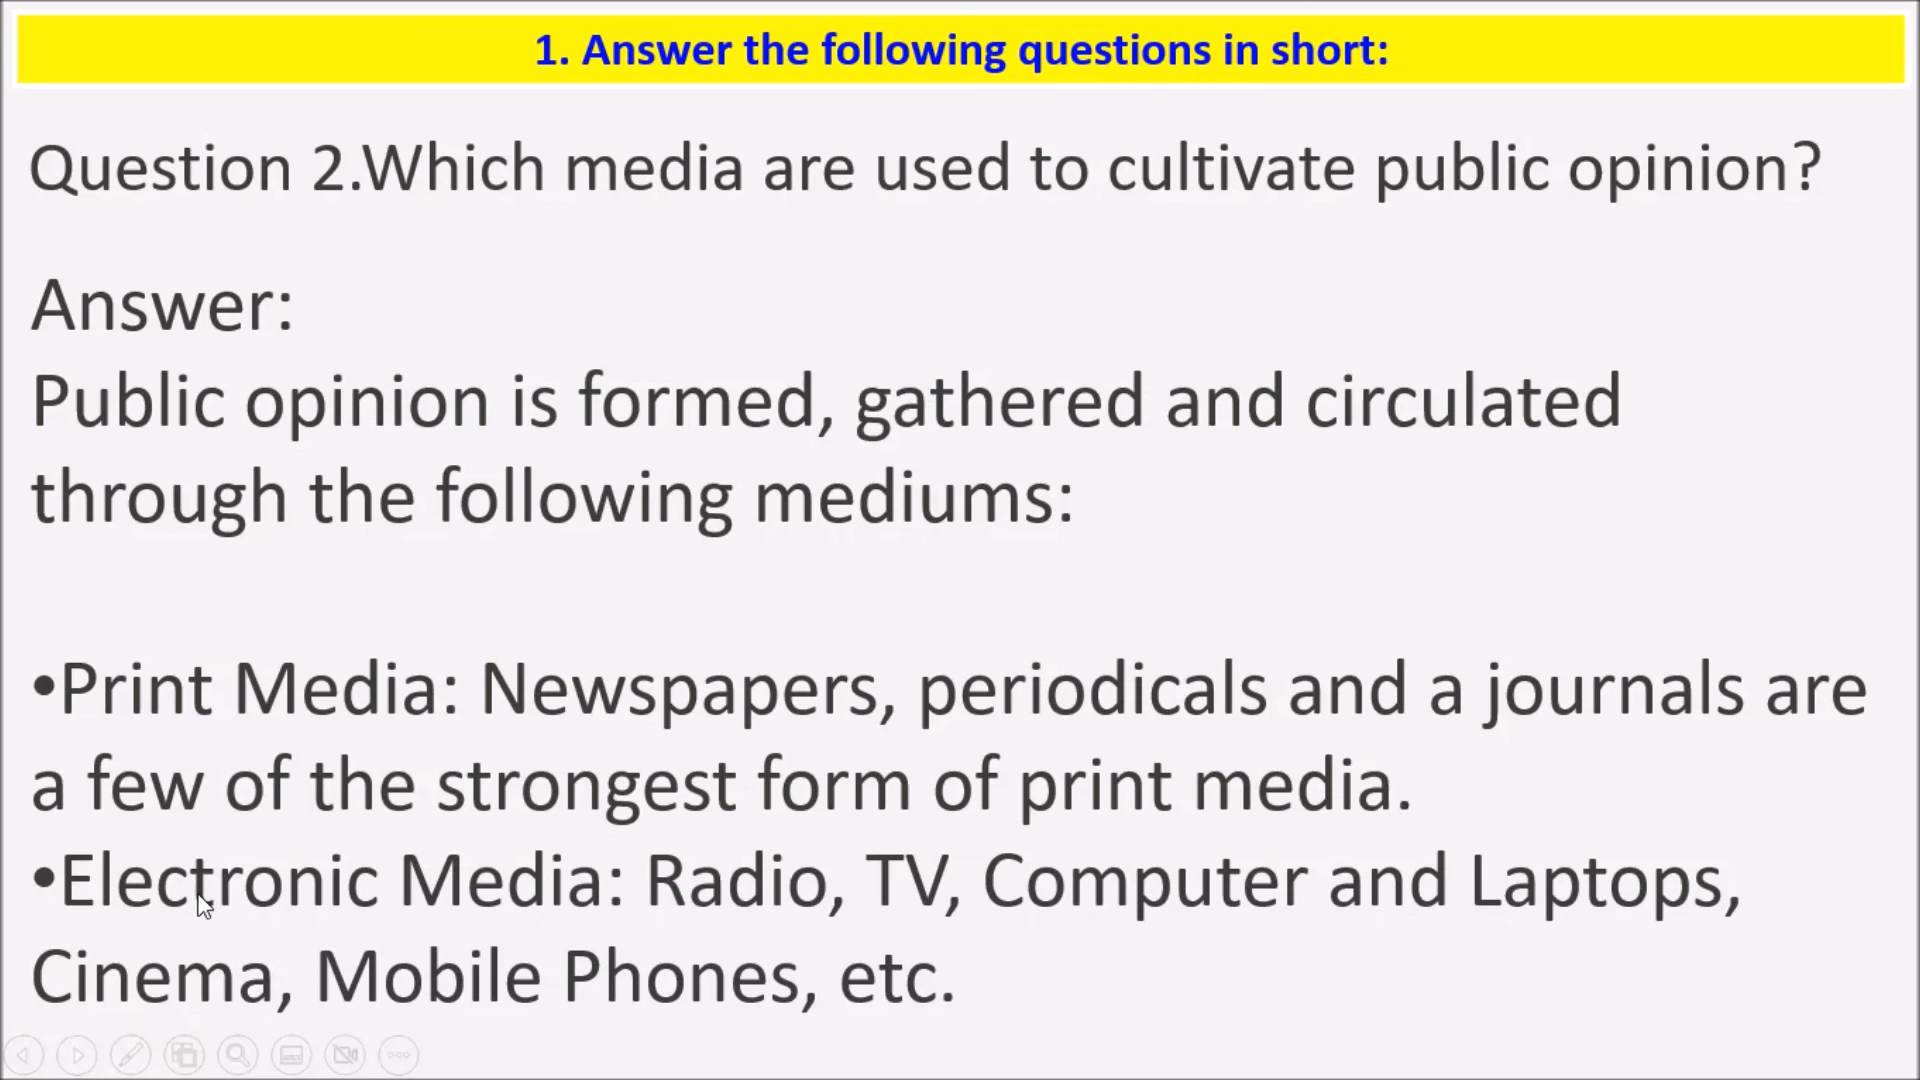 1. Answer the following questions in short:
Question 2.Which media are used to cultivate public opinion?
Answer:
Public opinion is formed, gathered and circulated
through the following mediums:
•Print Media: Newspapers, periodicals and a journals are
a few of the strongest form of print media.
•Electronic Media: Radio, TV, Computer and Laptops,
Cinema, Mobile Phones, etc.